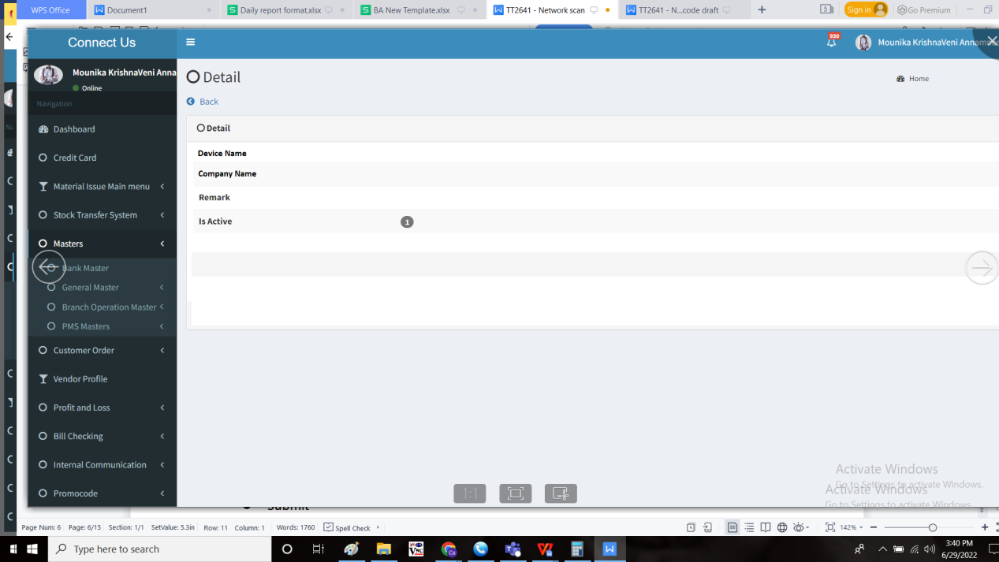 WPS Office
Document1
Daily report format.xlsx
BA New Template.xlsx
TT2641 - Network scan
TT2641 - N...code draft
+
5
Sign in
Go Premium
Connect Us
930
Mounika KrishnaVeni Annam
Mounika KrishnaVeni Anna
Online
Navigation
Dashboard
Credit Card
Material Issue Main menu
Stock Transfer System
Masters
Bank Master
General Master
Branch Operation Master
PMS Masters
Customer Order
Vendor Profile
Profit and Loss
Bill Checking
Internal Communication
Promocode
Detail
Home
Back
Detail
Device Name
Company Name
Remark
Is Active
1
Activate Windows
Go to Settings to activate Windows.
Activate Windows
Go to Settings to activate Windows.
1:1
Submit
Page Num: 6 Page: 6/15 Section: 1/1 SetValue: 5.3in Row: 11 Column: 1 Words: 1760 Spell Check
142%
Type here to search
3:40 PM
6/29/2022